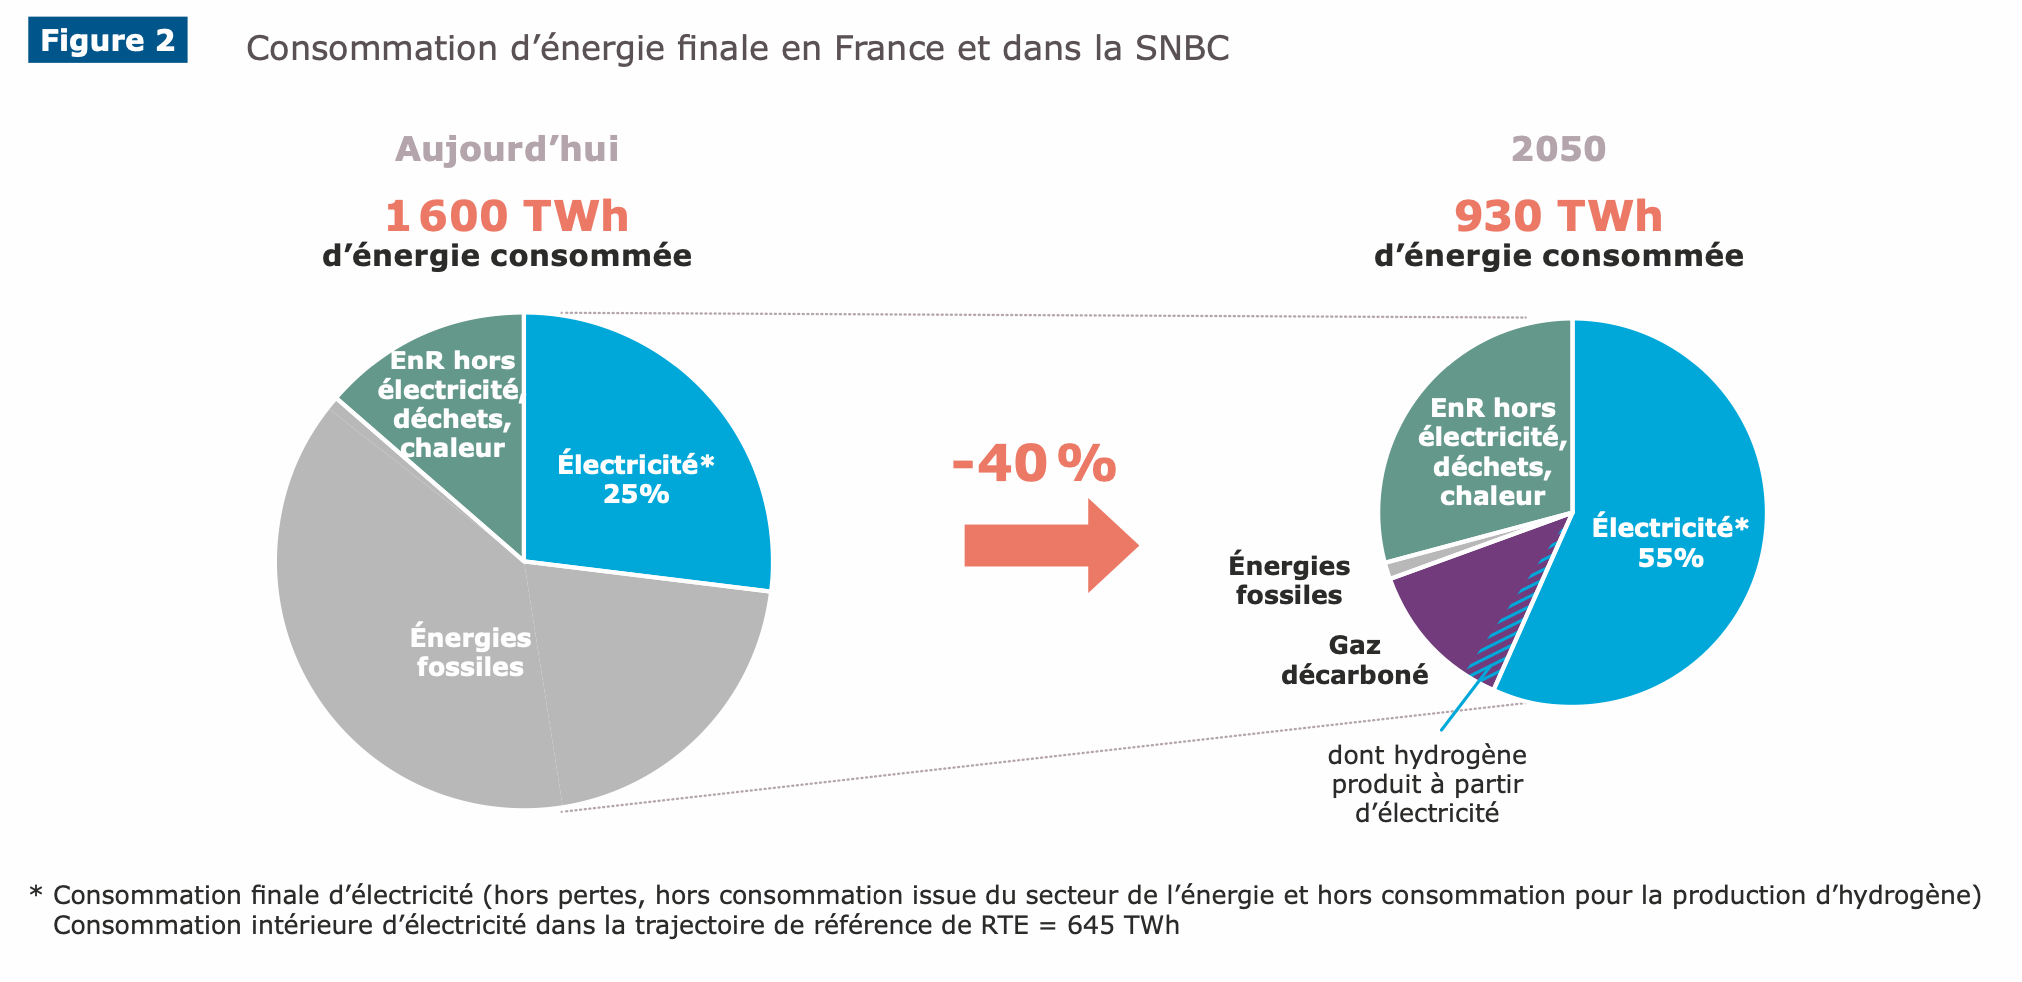 Figure 2
Consommation d’énergie finale en France et dans la SNBC
Aujourd’hui
1 600 TWh
d’énergie consommée
EnR hors
électricité,
déchets,
chaleur
Électricité*
25%
Énergies
fossiles
-40 %
2050
930 TWh
d’énergie consommée
EnR hors
électricité,
déchets,
chaleur
Électricité*
55%
Énergies
fossiles
Gaz
décarboné
dont hydrogène
produit à partir
d’électricité
* Consommation finale d’électricité (hors pertes, hors consommation issue du secteur de l’énergie et hors consommation pour la production d’hydrogène)
Consommation intérieure d’électricité dans la trajectoire de référence de RTE = 645 TWh